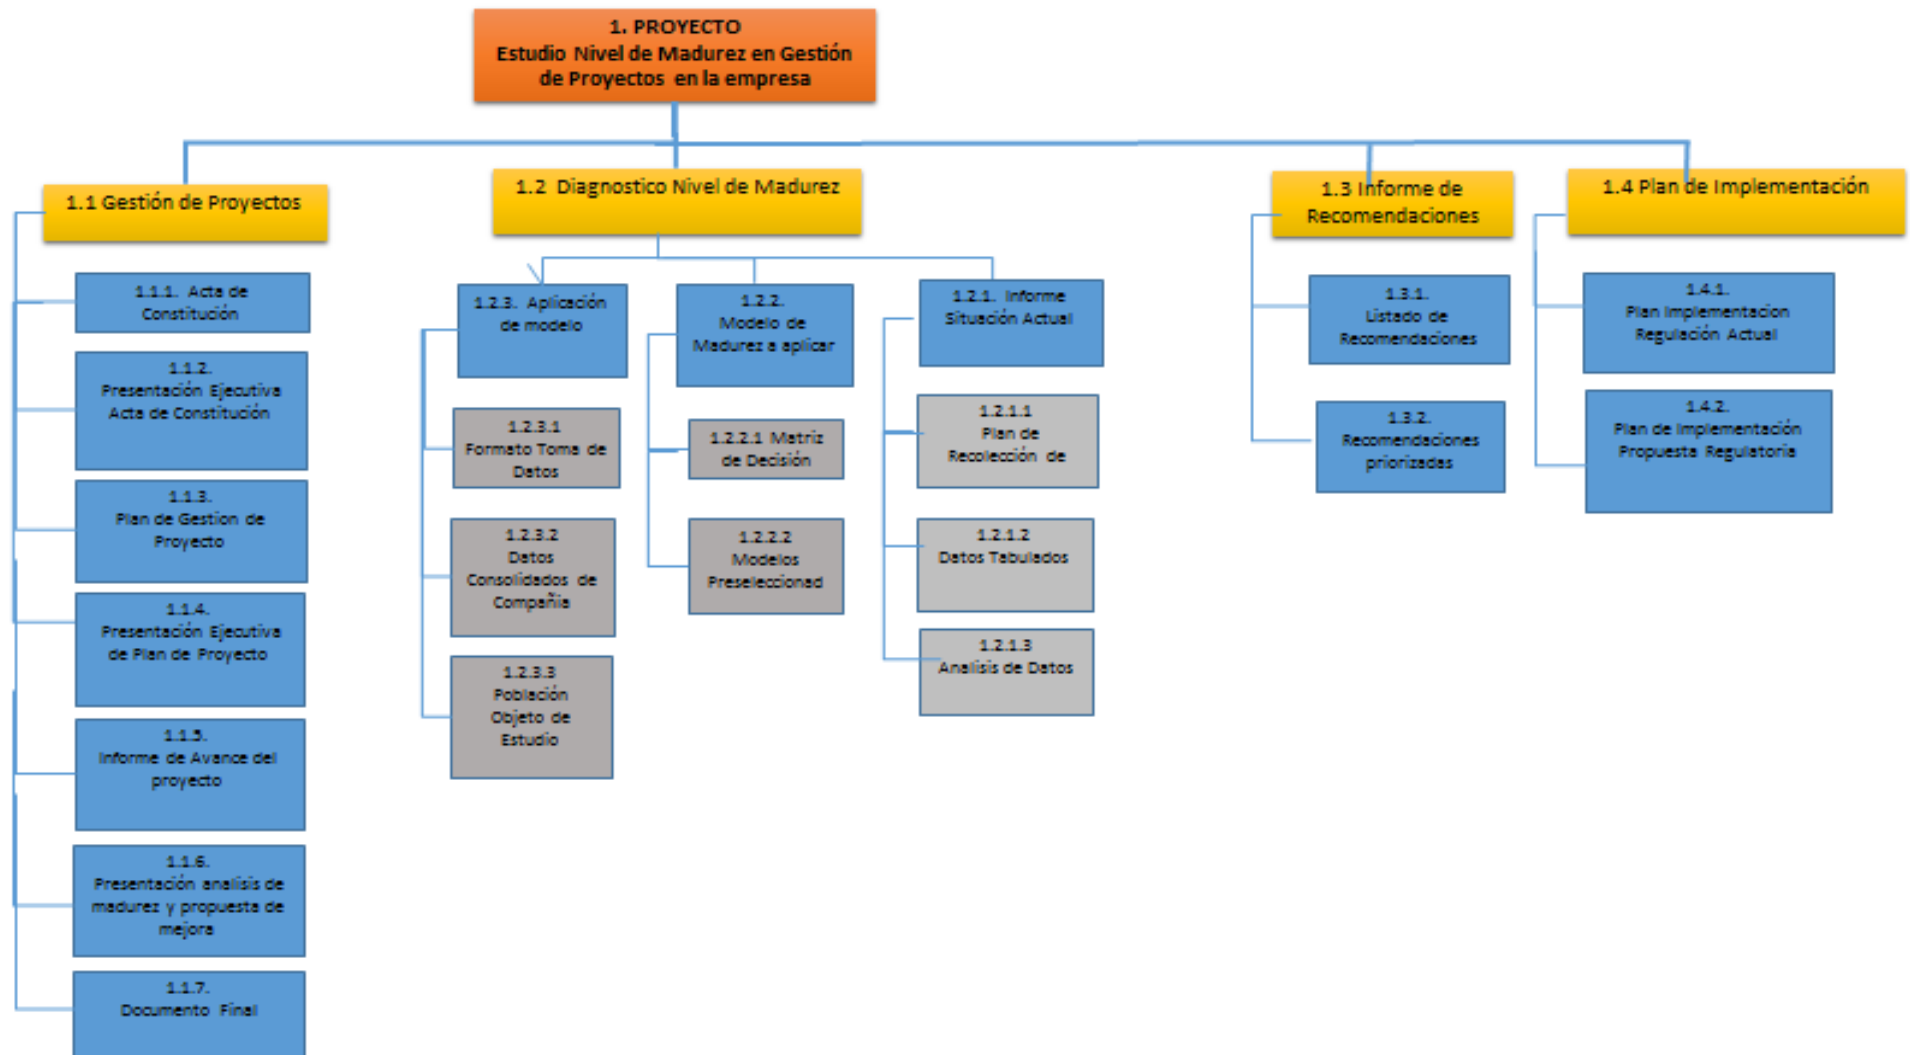 1. PROYECTO
Estudio Nivel de Madurez en Gestión
de Proyectos en la empresa
1.1 Gestión de Proyectos
1.1.1. Acta de
Constitución
1.1.2.
Presentación Ejecutiva
Acta de Constitución
1.1.3.
Plan de Gestion de
Proyecto
1.1.4.
Presentación Ejecutiva
de Plan de Proyecto
1.1.5.
Informe de Avance del
proyecto
1.1.6.
Presentación analisis de
madurez y propuesta de
mejora
1.1.7.
Documento Final
1.2 Diagnostico Nivel de Madurez
1.2.3. Aplicación
de modelo
1.2.3.1
Formato Toma de
Datos
1.2.3.2
Datos
Consolidados de
Compañia
1.2.3.3
Población
Objeto de
Estudio
1.2.2.
Modelo de
Madurez a aplicar
1.2.2.1 Matriz
de Decisión
1.2.2.2
Modelos
Preseleccionad
1.2.1. Informe
Situación Actual
1.2.1.1
Plan de
Recolección de
1.2.1.2
Datos Tabulados
1.2.1.3
Analisis de Datos
1.3 Informe de
Recomendaciones
1.3.1.
Listado de
Recomendaciones
1.3.2.
Recomendaciones
priorizadas
1.4 Plan de Implementación
1.4.1.
Plan Implementacion
Regulación Actual
1.4.2.
Plan de Implementación
Propuesta Regulatoria